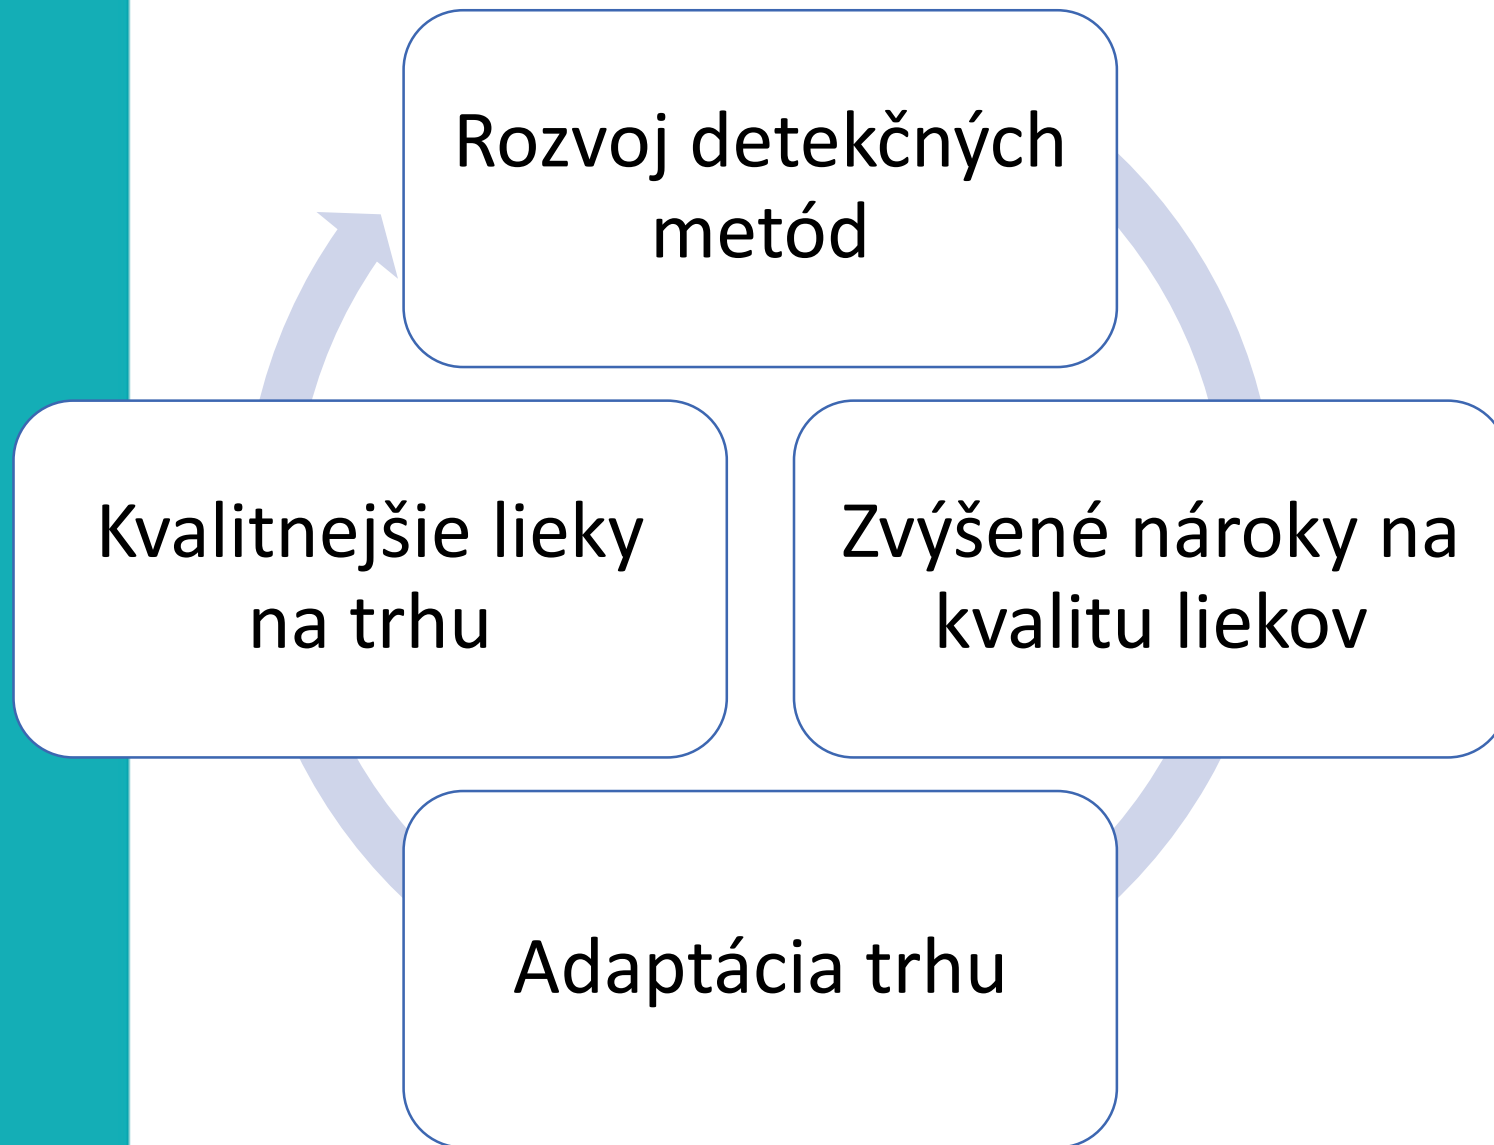 Rozvoj detekčných
metód
Kvalitnejšie lieky
na trhu
Zvýšené nároky na
kvalitu liekov
Adaptácia trhu